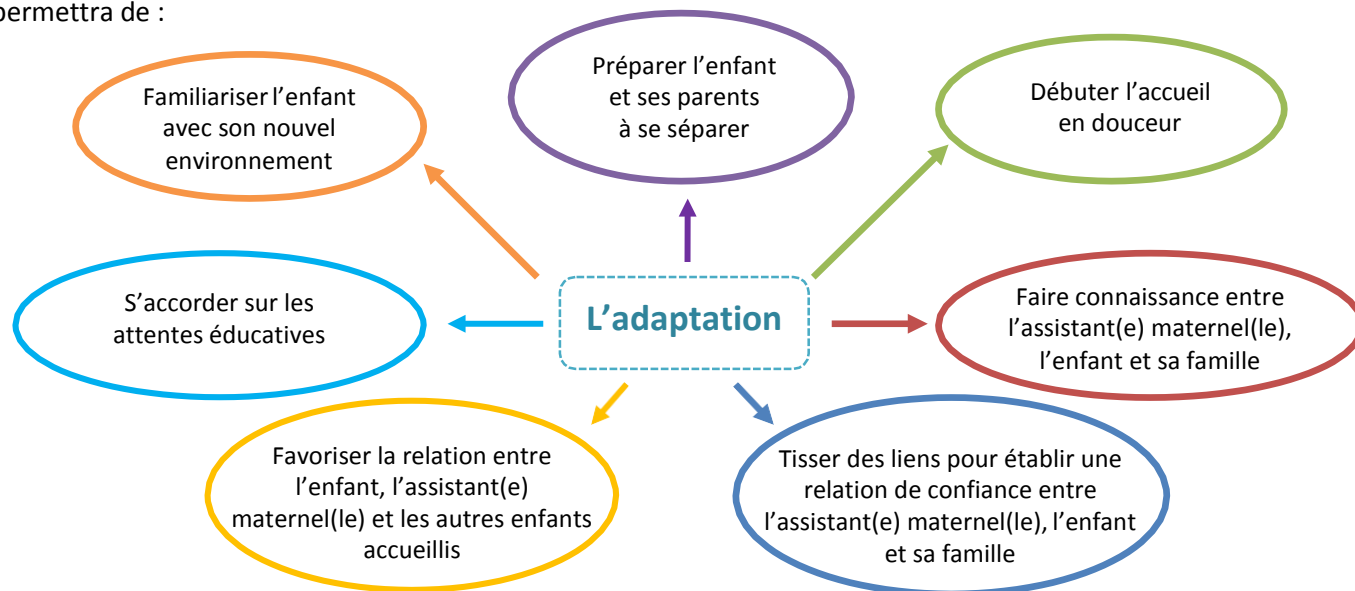 permettra de :
Préparer l’enfant
et ses parents
à se séparer
Familiariser l’enfant
avec son nouvel
environnement
Débuter l’accueil
en douceur
S’accorder sur les
attentes éducatives
L’adaptation
Faire connaissance entre
l’assistant(e) maternel(le),
l’enfant et sa famille
Favoriser la relation entre
l’enfant, l’assistant(e)
maternel(le) et les autres enfants
accueillis
Tisser des liens pour établir une
relation de confiance entre
l’assistant(e) maternel(le), l’enfant
et sa famille